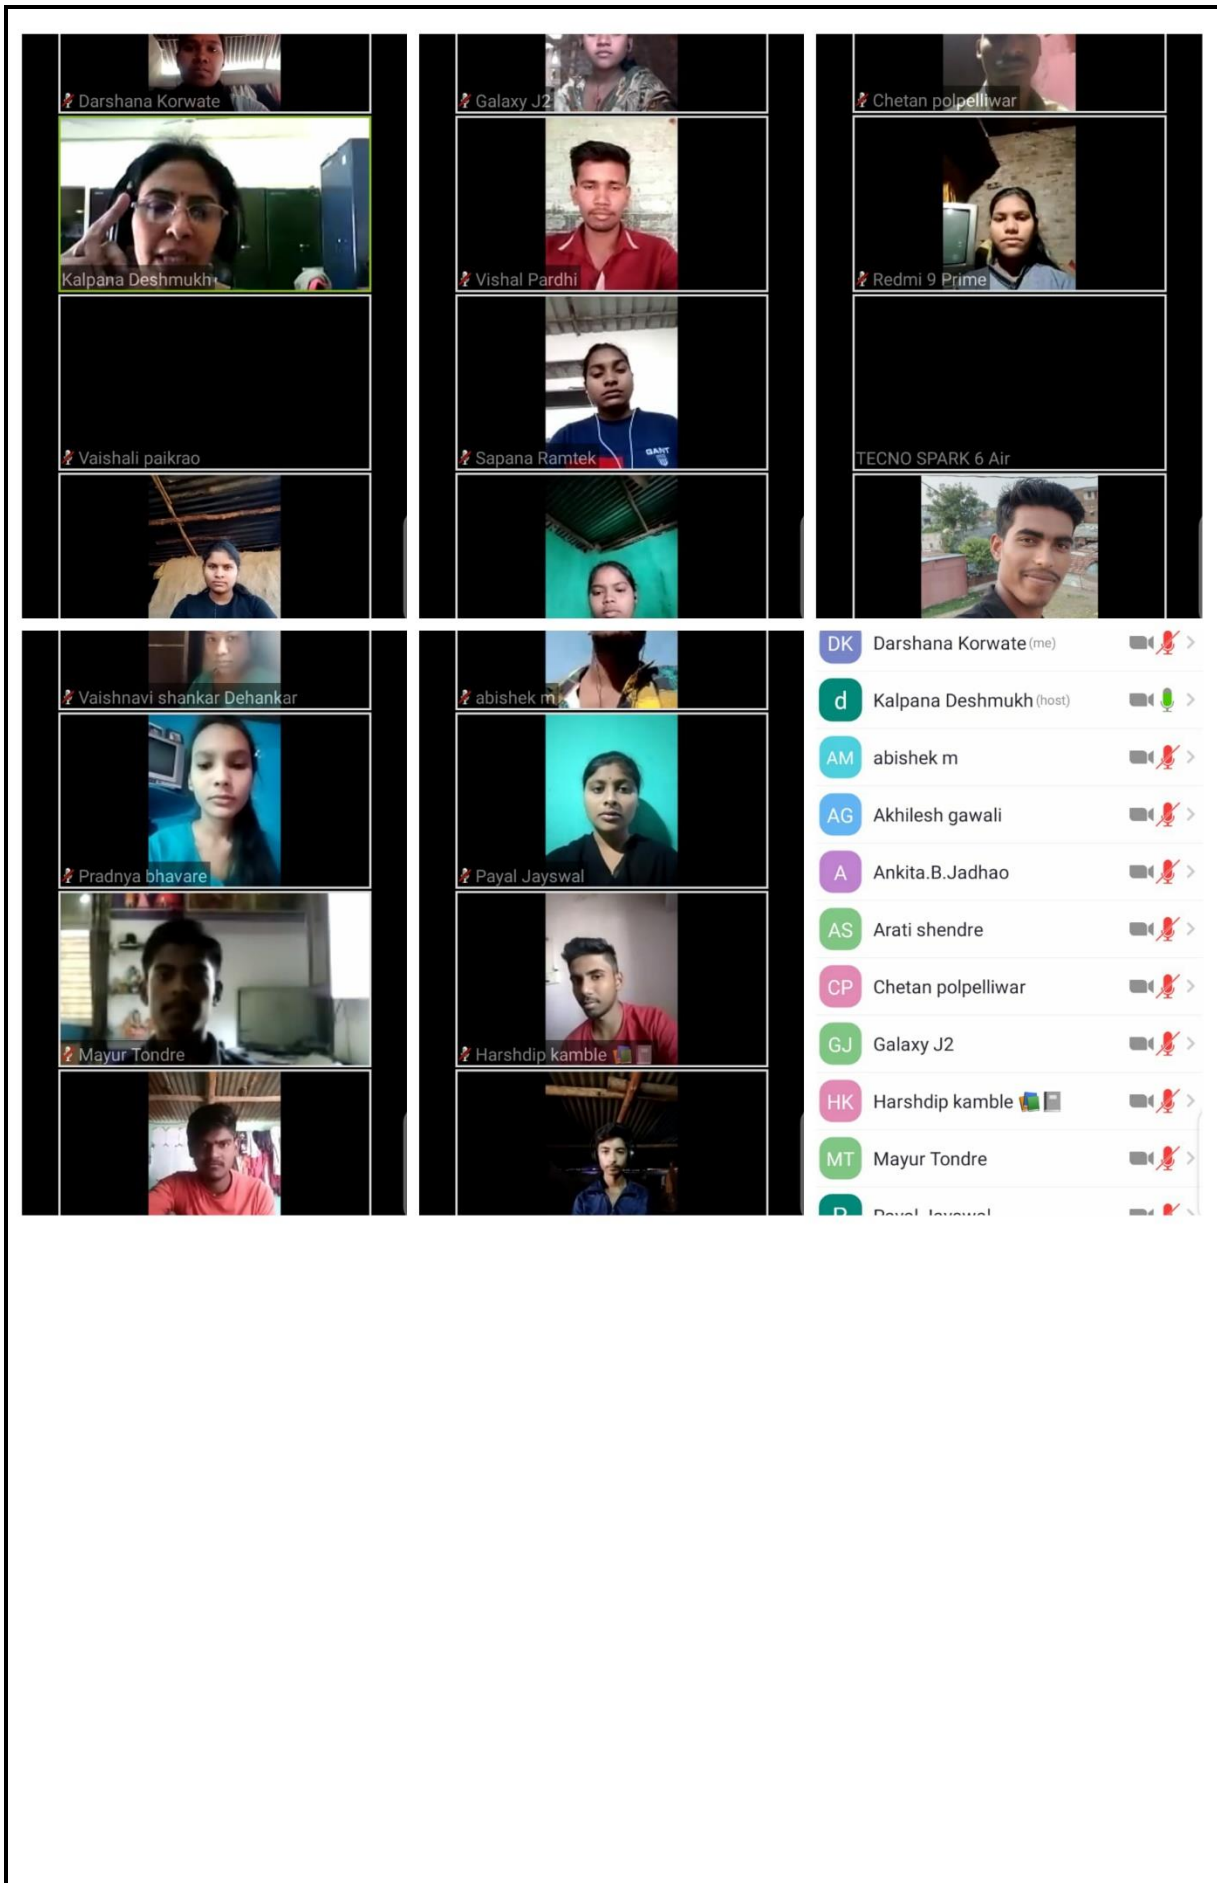 Darshana Korwate
Kalpana Deshmukh
Vaishali paikrao
Galaxy J2
Vishal Pardhi
Sapana Ramtek
GANT
Chetan polpelliwar
Redmi 9 Prime
TECNO SPARK 6 Air
Vaishnavi shankar Dehankar
Pradnya bhavare
Mayur Tondre
abishek m
Payal Jayswal
Harshdip kamble
DK Darshana Korwate (me)
d Kalpana Deshmukh (host)
AM abishek m
AG Akhilesh gawali
A Ankita.B.Jadhao
AS Arati shendre
CP Chetan polpelliwar
GJ Galaxy J2
HK Harshdip kamble
MT Mayur Tondre
P Payal Jayswal